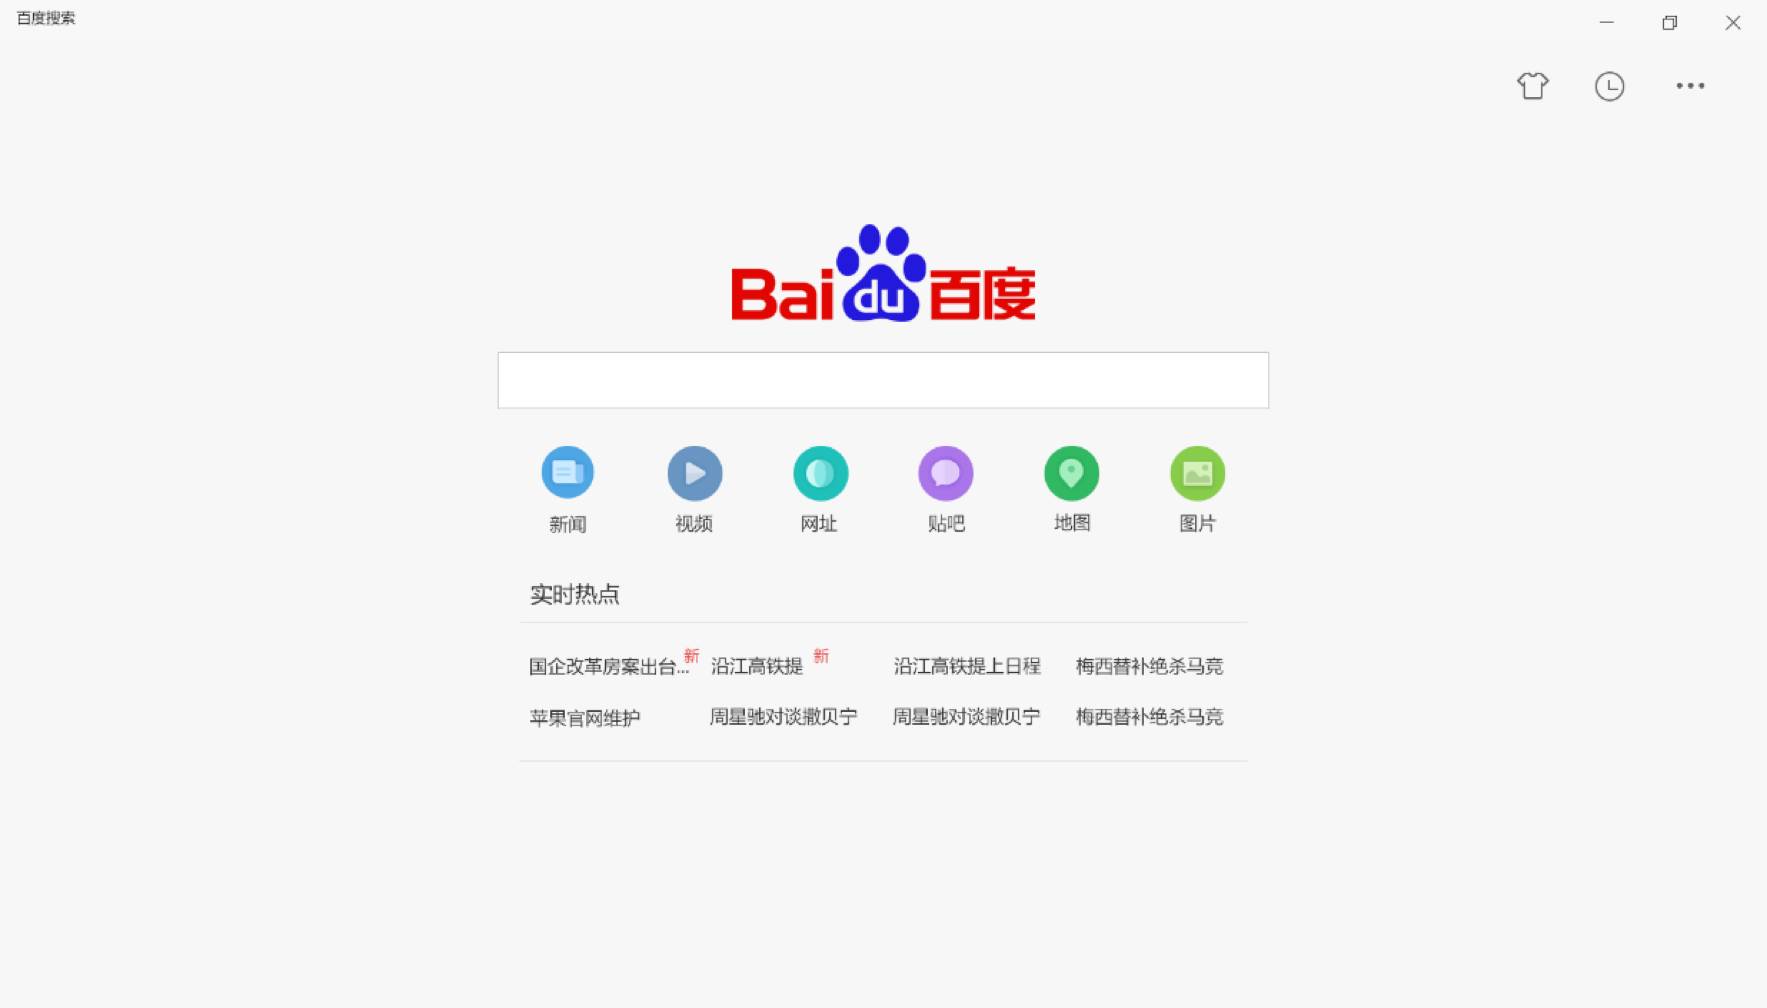 百度搜索
Bai du 百度
新闻 视频 网址 贴吧 地图 图片
实时热点
国企改革房案出台... 新 沿江高铁提 新 沿江高铁提上日程 梅西替补绝杀马竞
苹果官网维护 周星驰对谈撒贝宁 周星驰对谈撒贝宁 梅西替补绝杀马竞